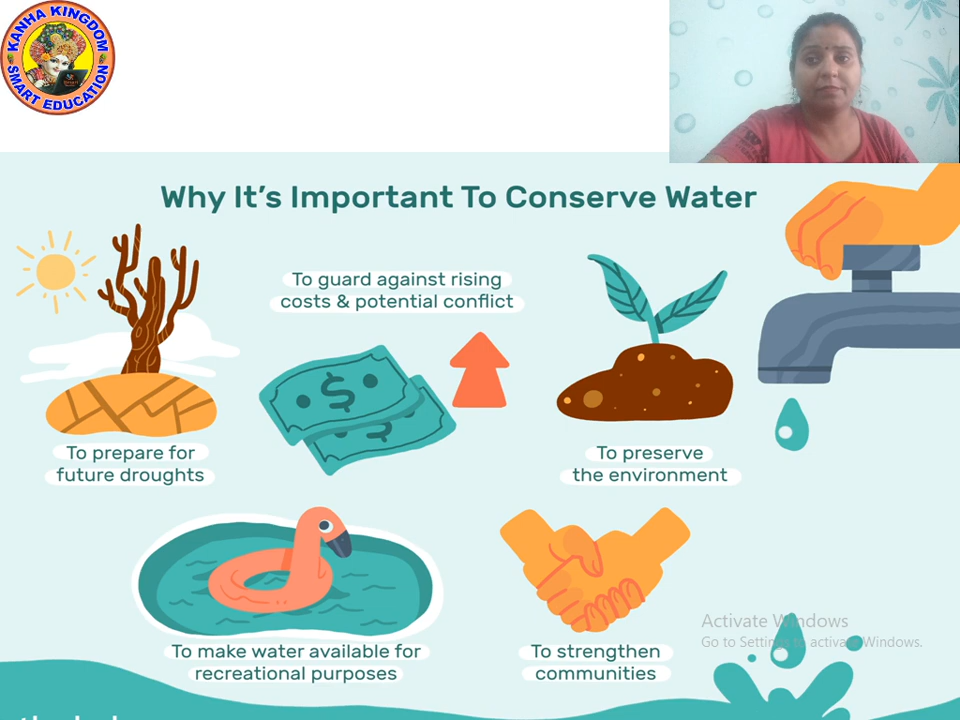 KANHA KINGDOM
SMART EDUCATION
Why It's Important To Conserve Water
To guard against rising
costs & potential conflict
To prepare for
future droughts
To preserve
the environment
To make water available for
recreational purposes
To strengthen
communities
Activate Windows
Go to Settings to activate Windows.